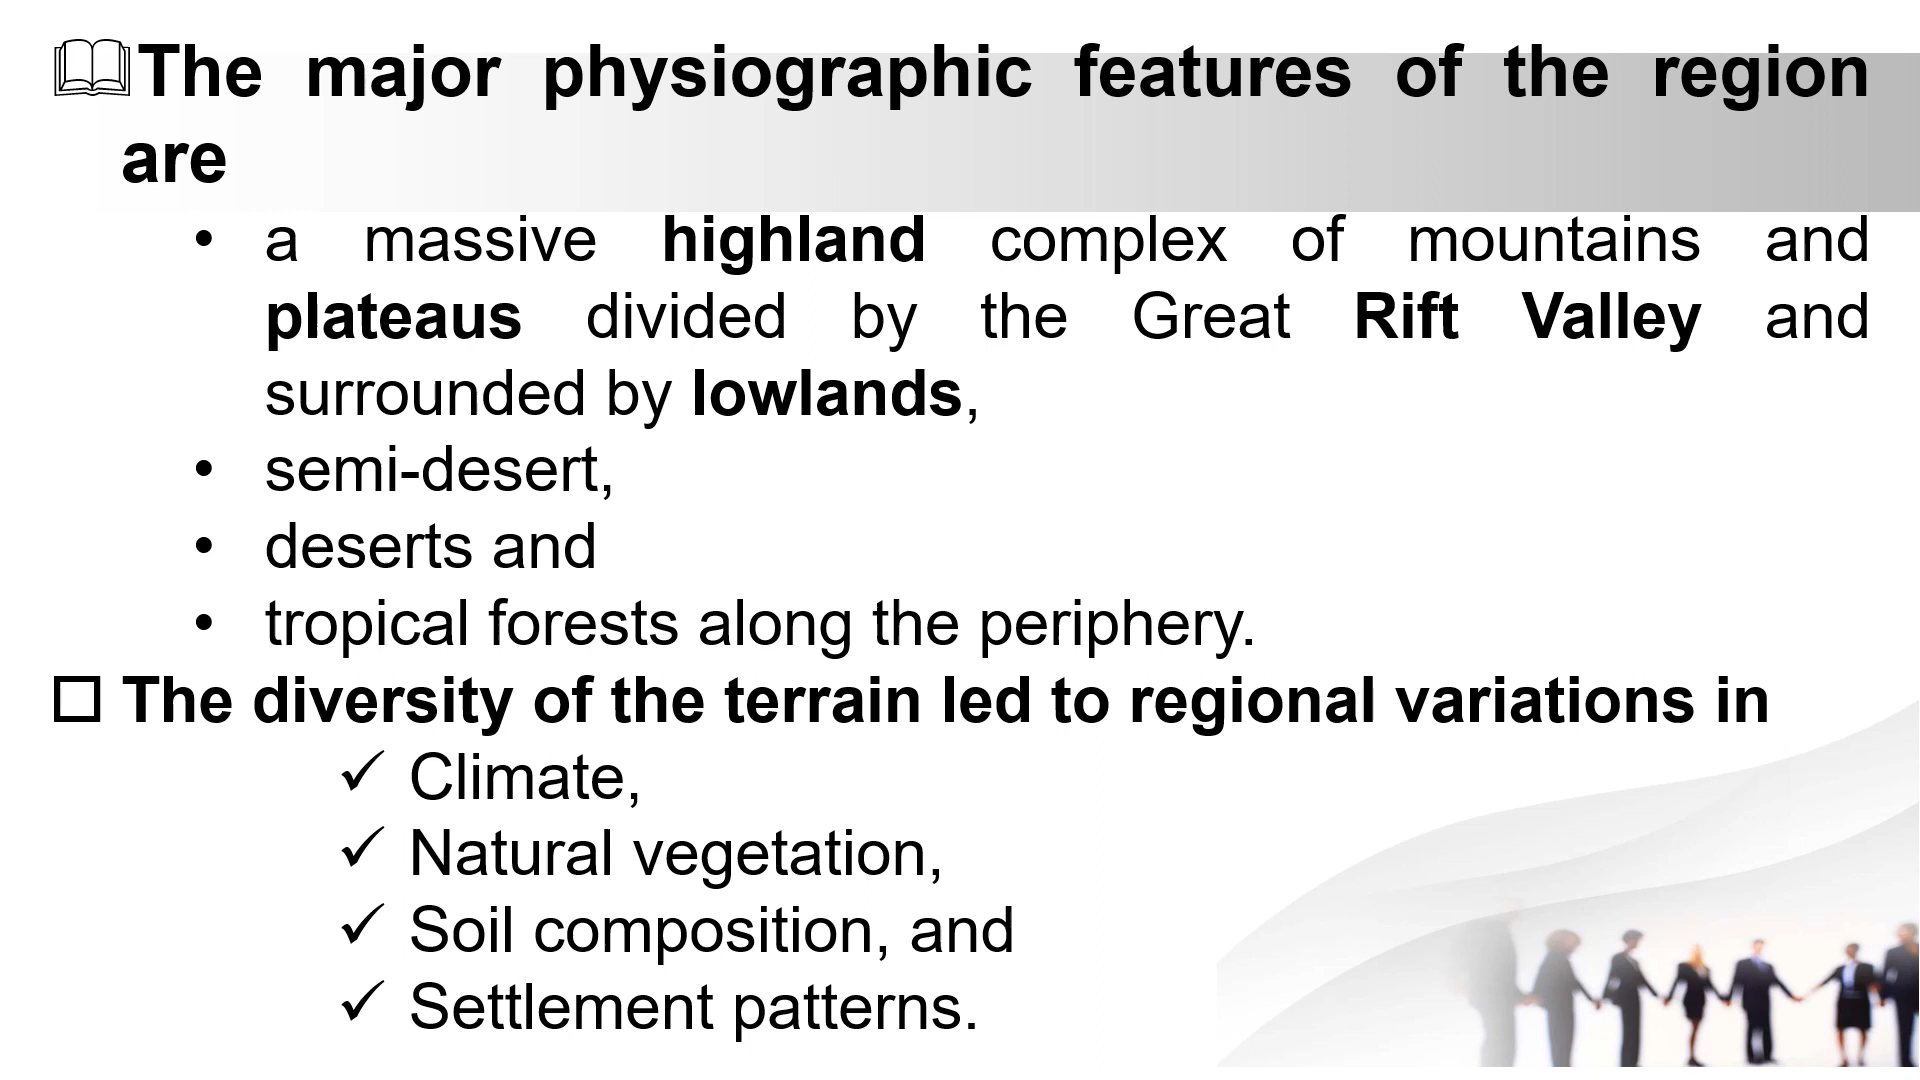 The major physiographic features of the region
are
• a massive highland complex of mountains and
plateaus divided by the Great Rift Valley and
surrounded by lowlands,
• semi-desert,
• deserts and
• tropical forests along the periphery.
□ The diversity of the terrain led to regional variations in
✓ Climate,
✓ Natural vegetation,
✓ Soil composition, and
✓ Settlement patterns.